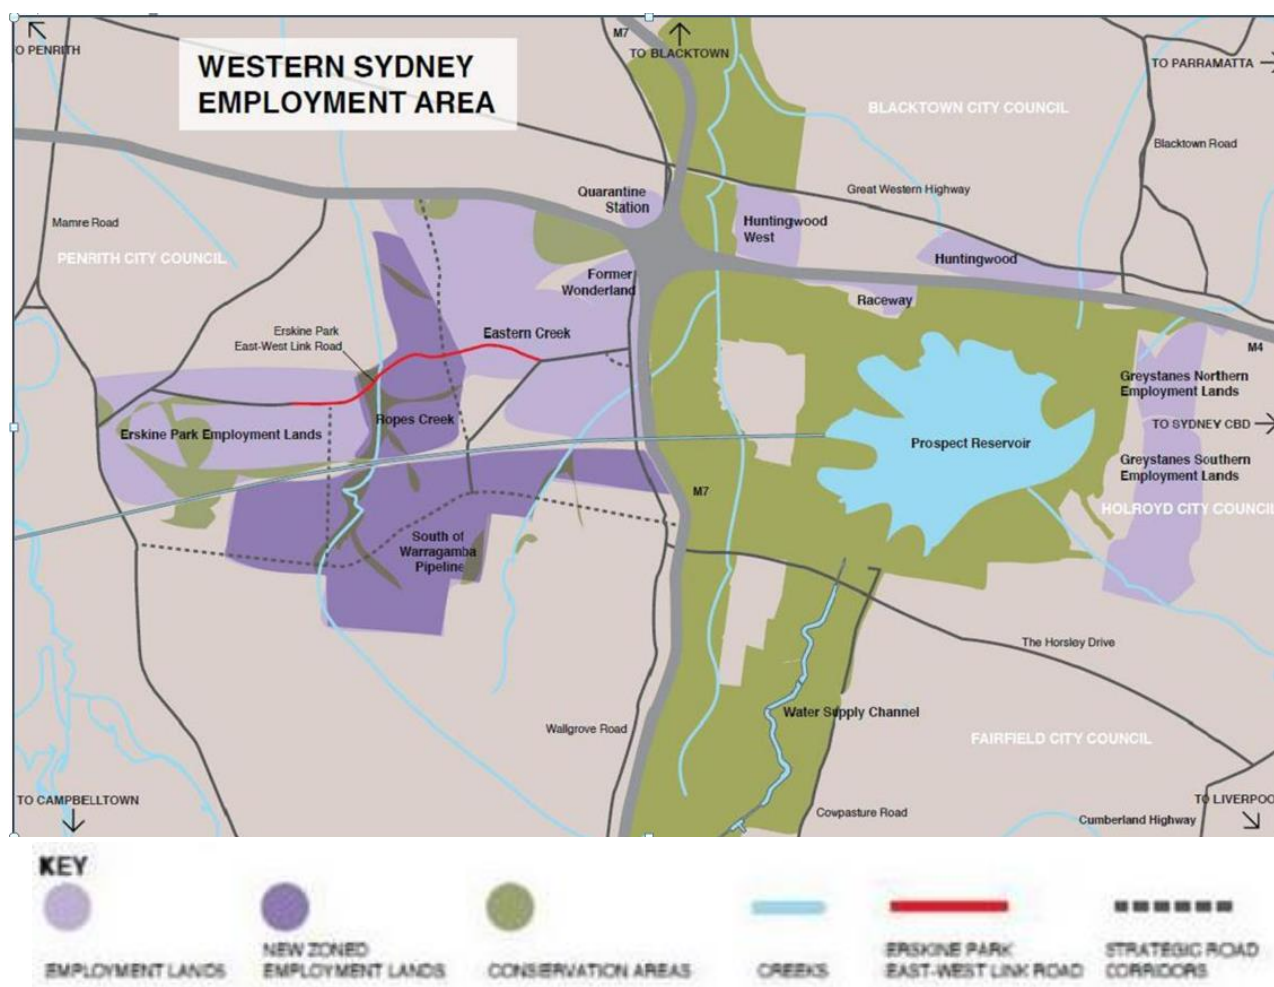 WESTERN SYDNEY
EMPLOYMENT AREA
O PENRITH
M7
TO BLACKTOWN
TO PARRAMATTA
BLACKTOWN CITY COUNCIL
Blacktown Road
Great Western Highway
Quarantine
Station
Huntingwood
West
Huntingwood
Mamre Road
PENRITH CITY COUNCIL
Former
Wonderland
Raceway
Erskine Park
East-West Link Road
Eastern Creek
M4
Greystanes Northern
Employment Lands
TO SYDNEY CBD
Ropes Creek
Erskine Park Employment Lands
Prospect Reservoir
Greystanes Southern
Employment Lands
M7
HOLROYD CITY COUNCIL
South of
Warragamba
Pipeline
The Horsley Drive
Water Supply Channel
Wallgrove Road
FAIRFIELD CITY COUNCIL
TO CAMPBELLTOWN
TO LIVERPOO
Cowpasture Road
Cumberland Highway
KEY
EMPLOYMENT LANDS
NEW ZONED
EMPLOYMENT LANDS
CONSERVATION AREAS
CREEKS
ERSKINE PARK
EAST-WEST LINK ROAD
STRATEGIC ROAD
CORRIDORS